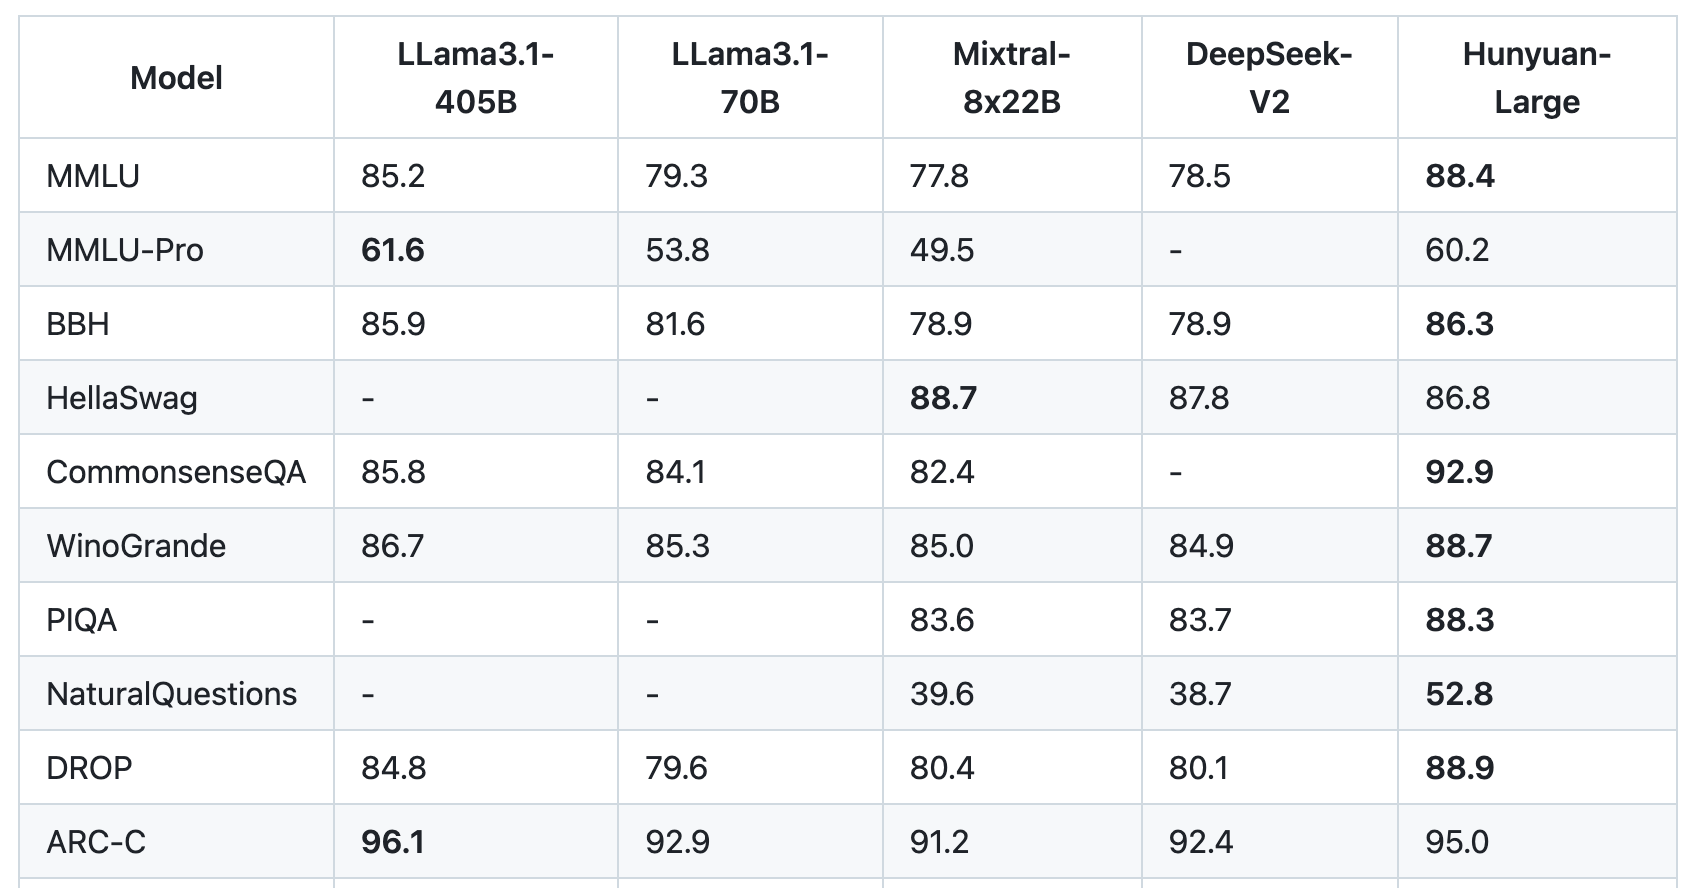 Model LLama3.1-405B LLama3.1-70B Mixtral-8x22B DeepSeek-V2 Hunyuan-Large
MMLU 85.2 79.3 77.8 78.5 88.4
MMLU-Pro 61.6 53.8 49.5 - 60.2
BBH 85.9 81.6 78.9 78.9 86.3
HellaSwag - - 88.7 87.8 86.8
CommonsenseQA 85.8 84.1 82.4 - 92.9
WinoGrande 86.7 85.3 85.0 84.9 88.7
PIQA - - 83.6 83.7 88.3
NaturalQuestions - - 39.6 38.7 52.8
DROP 84.8 79.6 80.4 80.1 88.9
ARC-C 96.1 92.9 91.2 92.4 95.0